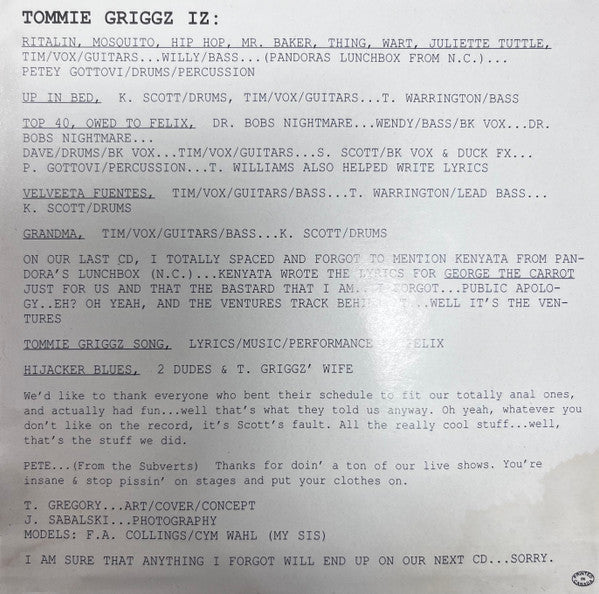 TOMMIE GRIGGZ IZ:
RITALIN, MOSQUITO, HIP HOP, MR. BAKER, THING, WART, JULIETTE TUTTLE,
TIM/VOX/GUITARS...WILLY/BASS...(PANDORAS LUNCHBOX FROM N.C.)...
PETEY GOTTOVI/DRUMS/PERCUSSION
UP IN BED, K. SCOTT/DRUMS, TIM/VOX/GUITARS...T. WARRINGTON/BASS
TOP 40, OWED TO FELIX, DR. BOBS NIGHTMARE...WENDY/BASS/BK VOX...DR.
BOBS NIGHTMARE...
DAVE/DRUMS/BK VOX...TIM/VOX/GUITARS...S. SCOTT/BK VOX & DUCK FX...
P. GOTTOVI/PERCUSSION...T. WILLIAMS ALSO HELPED WRITE LYRICS
VELVEETA FUENTES, TIM/VOX/GUITARS/BASS...T. WARRINGTON/LEAD BASS...
K. SCOTT/DRUMS
GRANDMA, TIM/VOX/GUITARS/BASS...K. SCOTT/DRUMS
ON OUR LAST CD, I TOTALLY SPACED AND FORGOT TO MENTION KENYATA FROM PAN-
DORA'S LUNCHBOX (N.C.)...KENYATA WROTE THE LYRICS FOR GEORGE THE CARROT
JUST FOR US AND THAT THE BASTARD THAT I AM... FORGOT...PUBLIC APOLO-
GY..EH? OH YEAH, AND THE VENTURES TRACK BEHIND ...WELL IT'S THE VEN-
TURES
TOMMIE GRIGGZ SONG, LYRICS/MUSIC/PERFORMANCE FELIX
HIJACKER BLUES, 2 DUDES & T. GRIGGZ' WIFE
We'd like to thank everyone who bent their schedule to fit our totally anal ones,
and actually had fun...well that's what they told us anyway. Oh yeah, whatever you
don't like on the record, it's Scott's fault. All the really cool stuff...well,
that's the stuff we did.
PETE...(From the Subverts) Thanks for doin' a ton of our live shows. You're
insane & stop pissin' on stages and put your clothes on.
T. GREGORY...ART/COVER/CONCEPT
J. SABALSKI...PHOTOGRAPHY
MODELS: F.A. COLLINGS/CYM WAHL (MY SIS)
I AM SURE THAT ANYTHING I FORGOT WILL END UP ON OUR NEXT CD...SORRY.
PRINTED IN CANADA